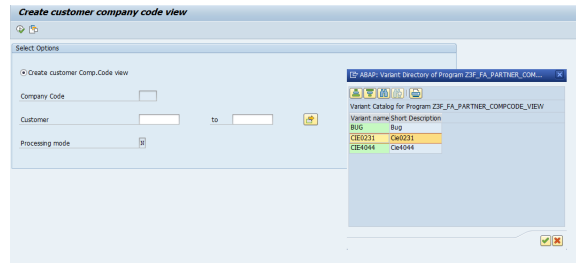 Create customer company code view
Select Options
Create customer Comp.Code view
Company Code
Customer
to
Processing mode
N
ABAP: Variant Directory of Program Z3F_FA_PARTNER_COM...
Variant Catalog for Program Z3F_FA_PARTNER_COMPCODE_VIEW
Variant name Short Description
BUG Bug
CIE0231 Cie0231
CIE4044 Cie4044